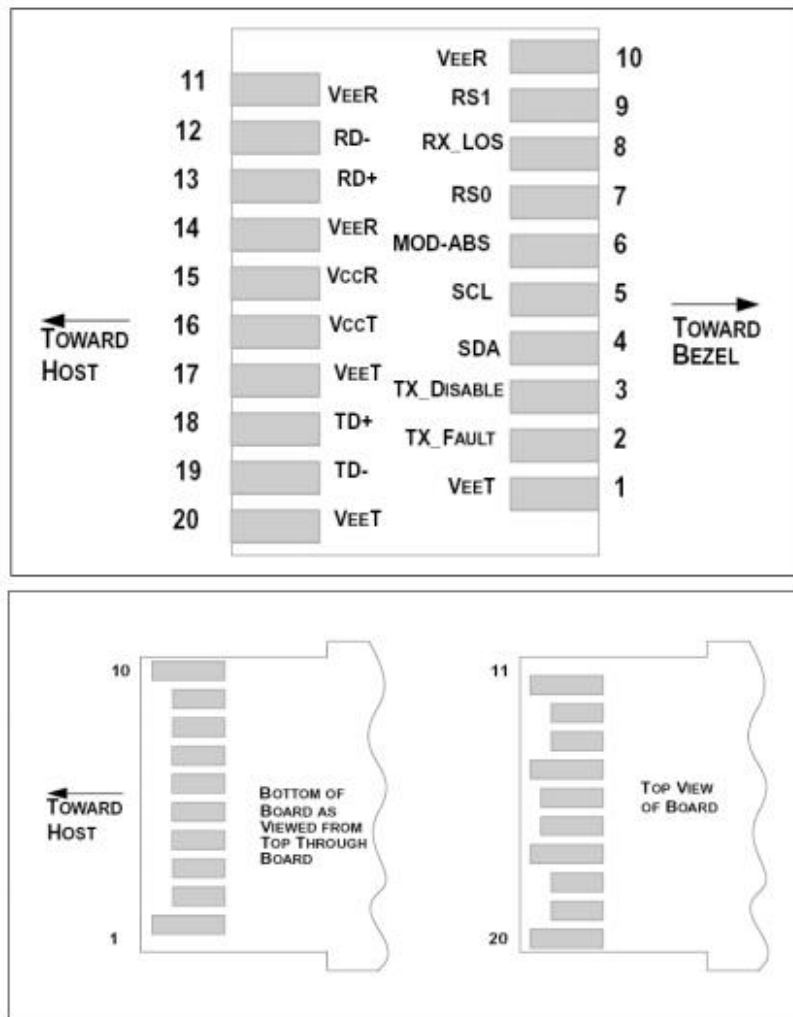 11 VEER
12 RD-
13 RD+
14 VEER
15 VCCR
16 VCCT
17 VEET
18 TD+
19 TD-
20 VEET
VEER 10
RS1 9
RX_LOS 8
RS0 7
MOD-ABS 6
SCL 5
SDA 4
TX_DISABLE 3
TX_FAULT 2
VEET 1
TOWARD
HOST
TOWARD
BEZEL
10
1
TOWARD
HOST
BOTTOM OF
BOARD AS
VIEWED FROM
TOP THROUGH
BOARD
11
20
TOP VIEW
OF BOARD